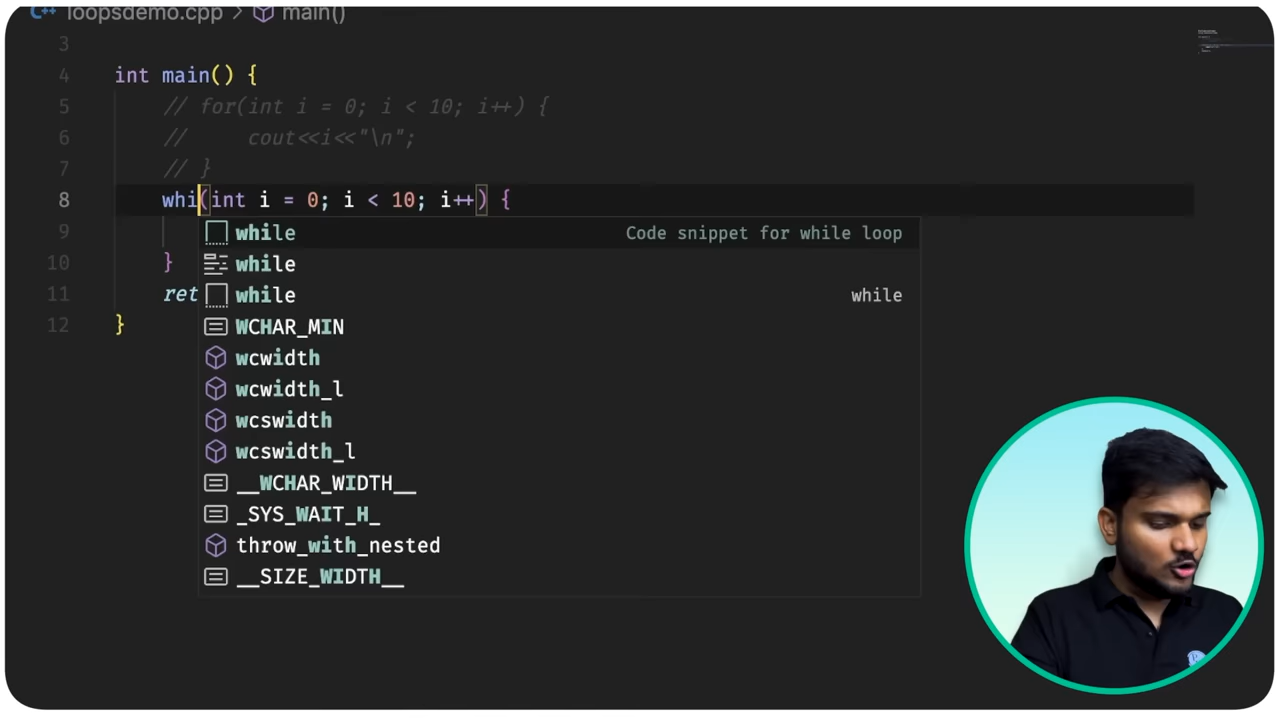 loopsdemo.cpp > main()
3
4 int main() {
5 // for(int i = 0; i < 10; i++) {
6 // cout<<i<<"\n";
7 // }
8 whi(int i = 0; i < 10; i++) {
9
10 }
11 ret
12 }
while Code snippet for while loop
while
while while
WCHAR_MIN
wcwidth
wcwidth_l
wcswidth
wcswidth_l
__WCHAR_WIDTH__
_SYS_WAIT_H_
throw_with_nested
__SIZE_WIDTH__